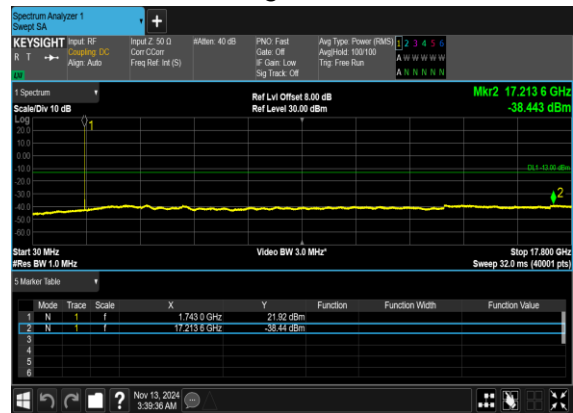 Spectrum Analyzer 1
Swept SA
+
KEYSIGHT Input: RF Input Z: 50 Ω #Atten: 40 dB PNO: Fast Avg Type: Power (RMS) 1 2 3 4 5 6
R T Coupling: DC Corr CCorr Gate: Off Avg|Hold: 100/100 A W W W W W
Align: Auto Freq Ref: Int (S) IF Gain: Low Trig: Free Run
LW Sig Track: Off A N N N N N
1 Spectrum Ref Lvl Offset 8.00 dB Mkr2 17.213 6 GHz
Scale/Div 10 dB Ref Level 30.00 dBm -38.443 dBm
Log
1
20.0
10.0
0.00
-10.0
DL1 -13.00 dBm
-20.0
-30.0
2
-40.0
-50.0
-60.0
Start 30 MHz Video BW 3.0 MHz* Stop 17.800 GHz
#Res BW 1.0 MHz Sweep 32.0 ms (40001 pts)
5 Marker Table
Mode Trace Scale X Y Function Function Width Function Value
1 N 1 f 1.743 0 GHz 21.92 dBm
2 N 1 f 17.213 6 GHz -38.44 dBm
3
4
5
6
? Nov 13, 2024
3:39:36 AM